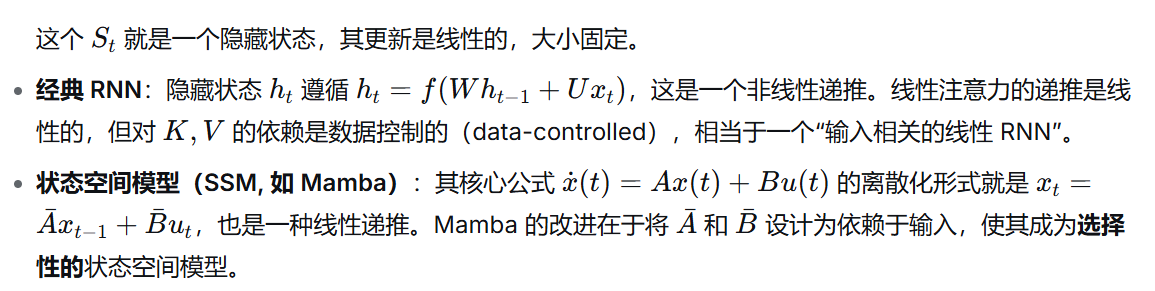 这个 $S_t$ 就是一个隐藏状态，其更新是线性的，大小固定。
• 经典 RNN：隐藏状态 $h_t$ 遵循 $h_t = f(Wh_{t-1} + Ux_t)$，这是一个非线性递推。线性注意力的递推是线
性的，但对 $K, V$ 的依赖是数据控制的（data-controlled），相当于一个“输入相关的线性 RNN”。
• 状态空间模型（SSM, 如 Mamba）：其核心公式 $\dot{x}(t) = Ax(t) + Bu(t)$ 的离散化形式就是 $x_t =$
$\bar{A}x_{t-1} + \bar{B}u_t$，也是一种线性递推。Mamba 的改进在于将 $\bar{A}$ 和 $\bar{B}$ 设计为依赖于输入，使其成为选择
性的状态空间模型。